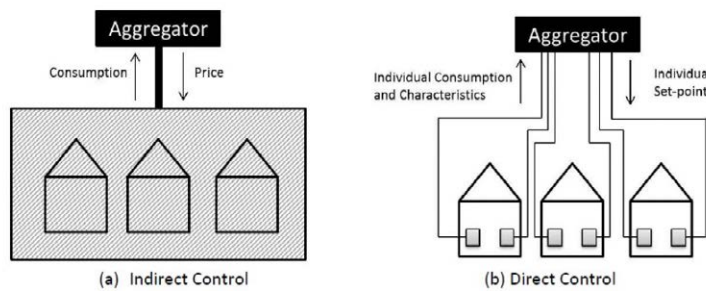 Aggregator
Consumption
Price
(a) Indirect Control
Aggregator
Individual Consumption
and Characteristics
Individua
Set-point
(b) Direct Control